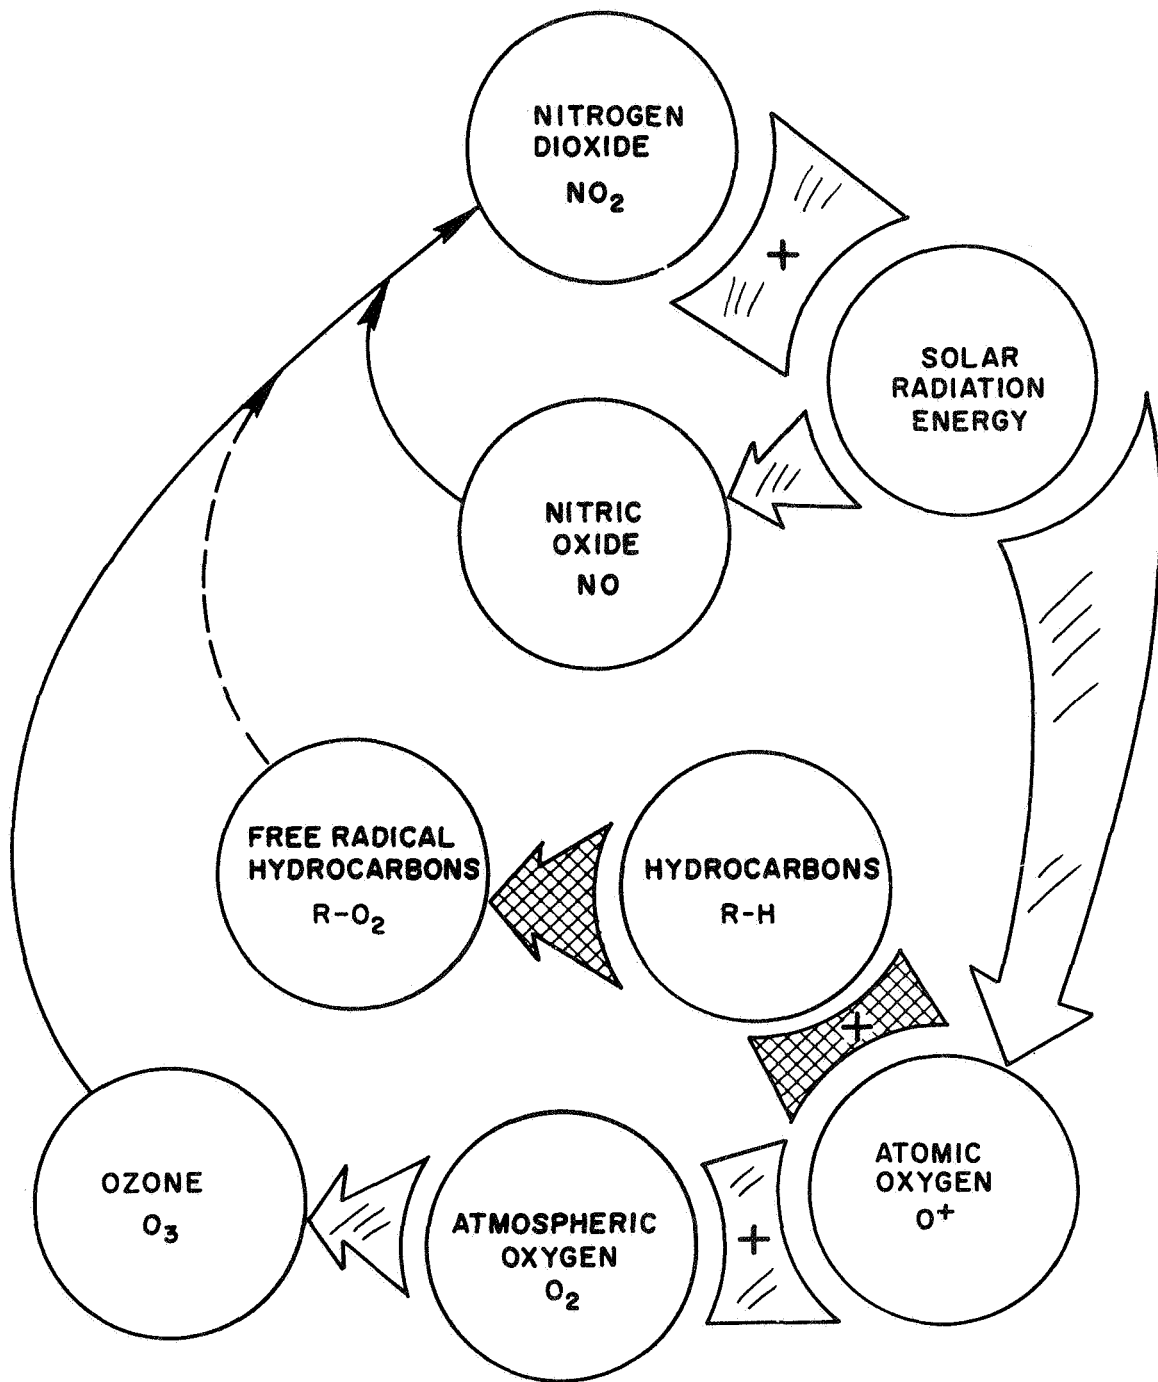 NITROGEN
DIOXIDE
NO₂
+
SOLAR
RADIATION
ENERGY
NITRIC
OXIDE
NO
FREE RADICAL
HYDROCARBONS
R-O₂
HYDROCARBONS
R-H
+
ATOMIC
OXYGEN
O⁺
+
ATMOSPHERIC
OXYGEN
O₂
OZONE
O₃